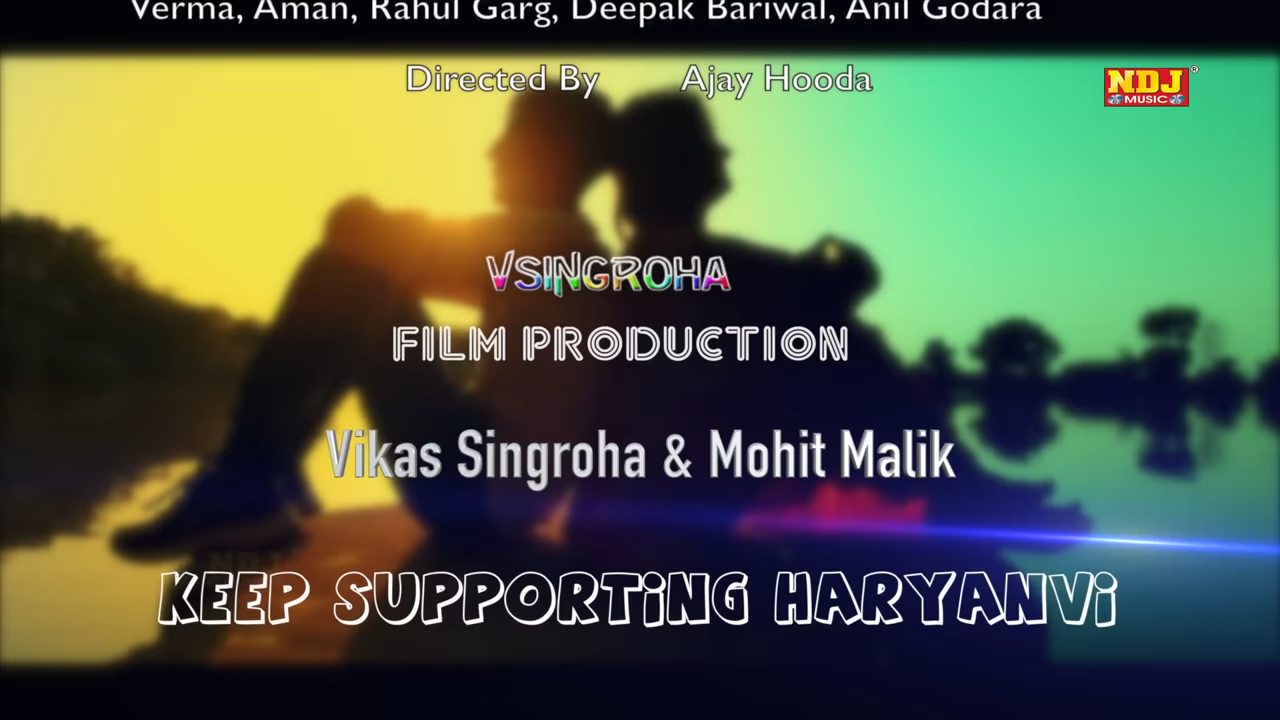 Verma, Aman, Rahul Garg, Deepak Bariwal, Anil Godara
Directed By Ajay Hooda
NDJ
MUSIC
VSINGROHA
FILM PRODUCTION
Vikas Singroha & Mohit Malik
KEEP SUPPORTING HARYANVI